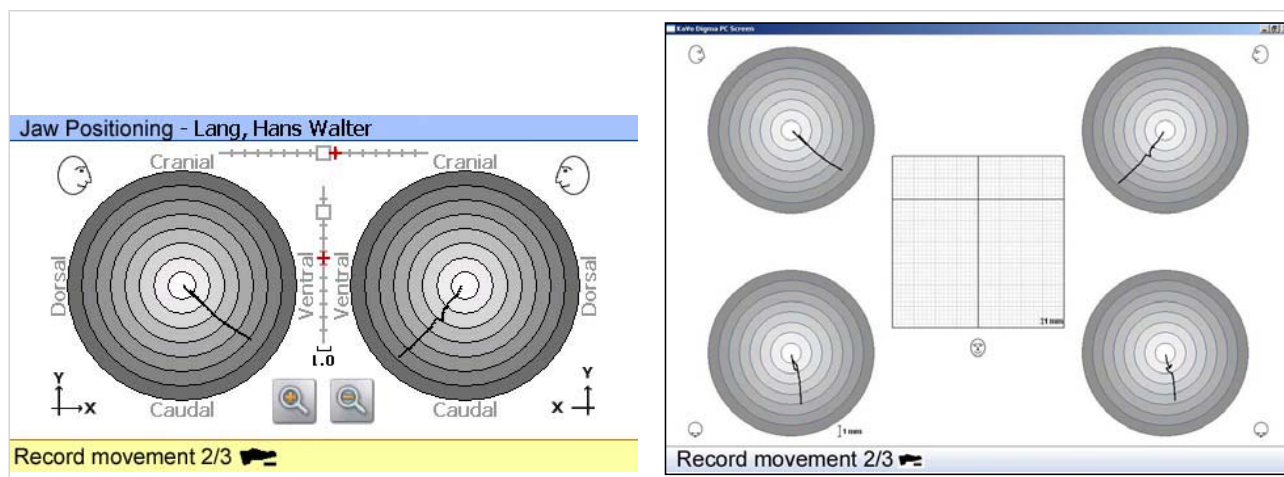 Jaw Positioning - Lang, Hans Walter
Cranial
Cranial
Dorsal
Ventral
Ventral
Dorsal
1.0
Y
X
Caudal
Caudal
Y
X
Record movement 2/3
KaVo Digma PC Screen
1 mm
1 mm
Record movement 2/3